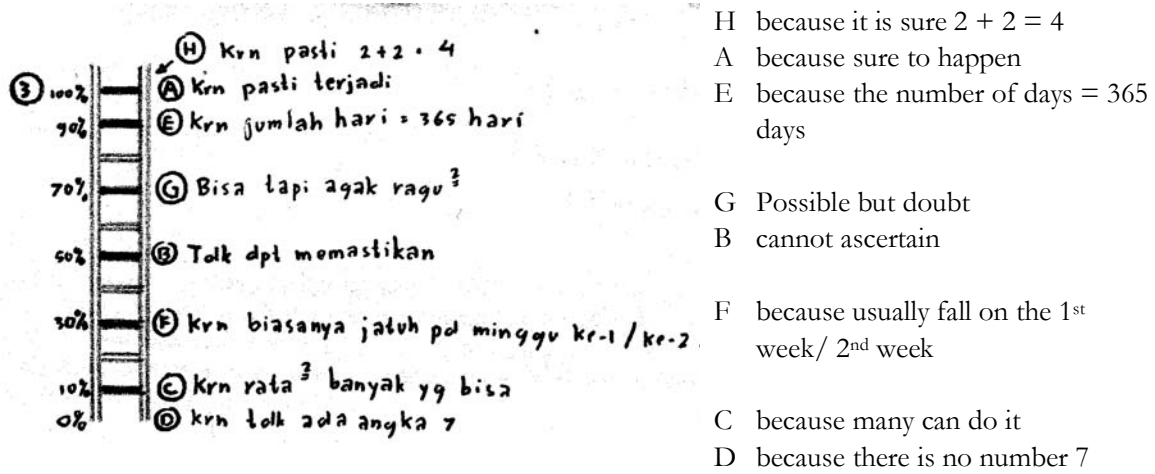 (H) Krn pasti 2+2 = 4
(3) 100% (A) Krn pasti terjadi
90% (E) Krn jumlah hari = 365 hari
70% (G) Bisa tapi agak ragu²
50% (B) Tdk dpt memastikan
30% (F) Krn biasanya jatuh pd minggu ke-1 / ke-2
10% (C) Krn rata² banyak yg bisa
0% (D) Krn tdk ada angka 7
H because it is sure 2 + 2 = 4
A because sure to happen
E because the number of days = 365
days
G Possible but doubt
B cannot ascertain
F because usually fall on the 1st
week/ 2nd week
C because many can do it
D because there is no number 7